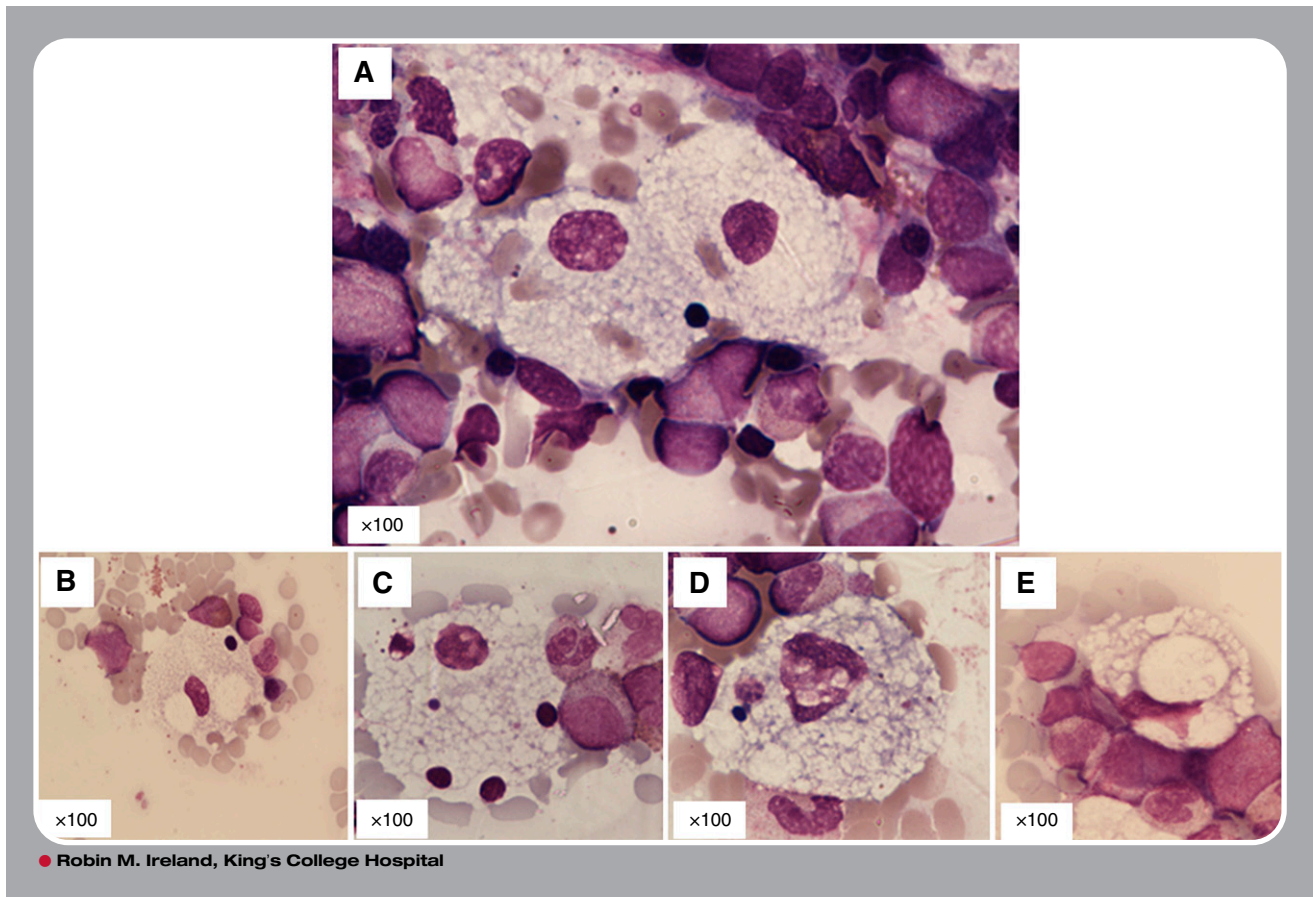 A
×100
B
C
D
E
×100
×100
×100
×100
Robin M. Ireland, King's College Hospital